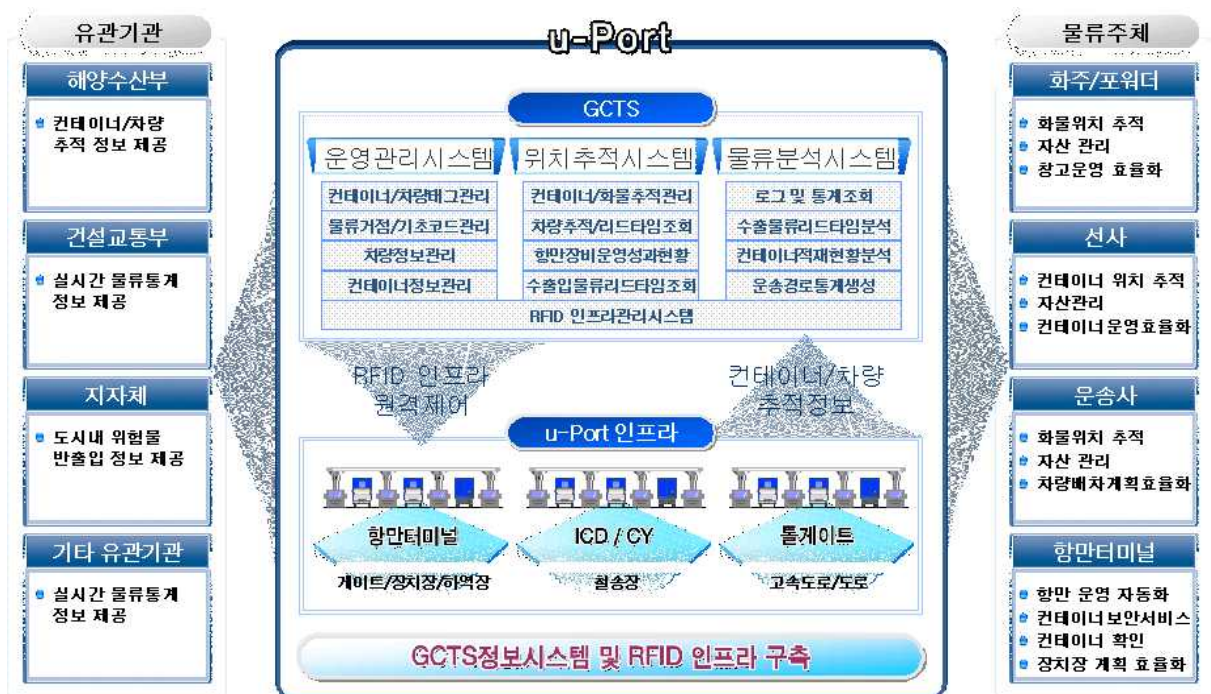 유관기관
해양수산부
컨테이너/차량
추적 정보 제공
건설교통부
실시간 물류통계
정보 제공
지자체
도시내 위험물
반출입 정보 제공
기타 유관기관
실시간 물류통계
정보 제공
u-Port
GCTS
운영관리시스템
컨테이너/차량태그관리
물류거점/기초코드관리
차량정보관리
컨테이너정보관리
위치추적시스템
컨테이너/화물추적관리
차량추적/리드타임조회
항만장비운영성과현황
수출입물류리드타임조회
물류분석시스템
로그 및 통계조회
수출물류리드타임분석
컨테이너적재현황분석
운송경로통계생성
RFID 인프라관리시스템
RFID 인프라
원격제어
컨테이너/차량
추적정보
u-Port 인프라
항만터미널
게이트/장치장/하역장
ICD / CY
철송장
톨게이트
고속도로/도로
GCTS정보시스템 및 RFID 인프라 구축
물류주체
화주/포워더
화물위치 추적
자산 관리
창고운영 효율화
선사
컨테이너 위치 추적
자산관리
컨테이너운영효율화
운송사
화물위치 추적
자산 관리
차량배차계획효율화
항만터미널
항만 운영 자동화
컨테이너보안서비스
컨테이너 확인
장치장 계획 효율화